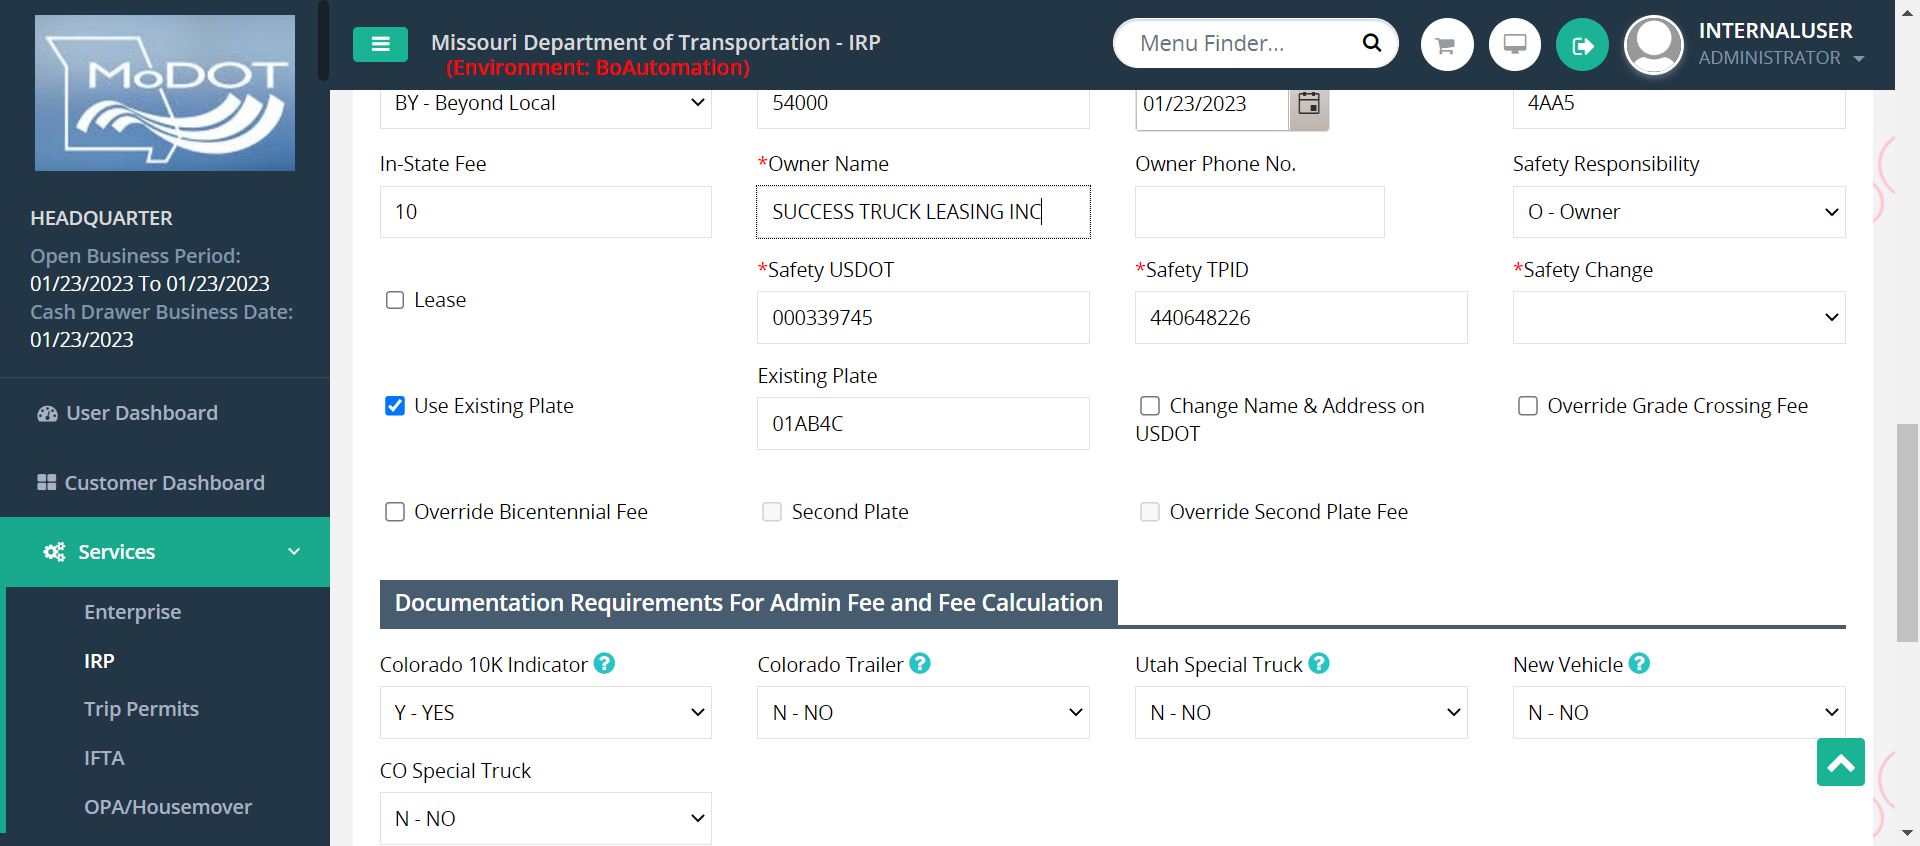 MoDOT
Missouri Department of Transportation - IRP
(Environment: BoAutomation)
Menu Finder...
INTERNALUSER
ADMINISTRATOR
HEADQUARTER
Open Business Period:
01/23/2023 To 01/23/2023
Cash Drawer Business Date:
01/23/2023
User Dashboard
Customer Dashboard
Services
Enterprise
IRP
Trip Permits
IFTA
OPA/Housemover
BY - Beyond Local
54000
01/23/2023
4AA5
In-State Fee
*Owner Name
Owner Phone No.
Safety Responsibility
10
SUCCESS TRUCK LEASING INC
O - Owner
Lease
*Safety USDOT
*Safety TPID
*Safety Change
000339745
440648226
Use Existing Plate
Existing Plate
01AB4C
Change Name & Address on
USDOT
Override Grade Crossing Fee
Override Bicentennial Fee
Second Plate
Override Second Plate Fee
Documentation Requirements For Admin Fee and Fee Calculation
Colorado 10K Indicator ?
Colorado Trailer ?
Utah Special Truck ?
New Vehicle ?
Y - YES
N - NO
N - NO
N - NO
CO Special Truck
N - NO